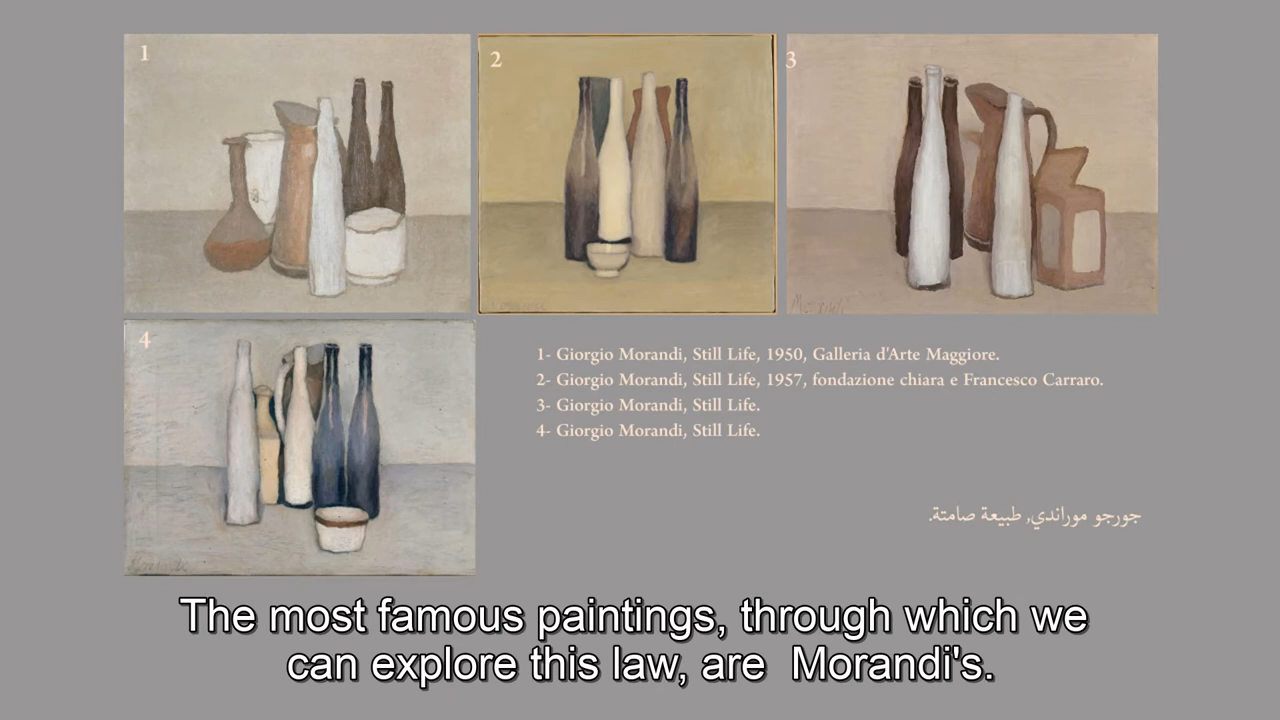 1
2
3
4
1- Giorgio Morandi, Still Life, 1950, Galleria d'Arte Maggiore.
2- Giorgio Morandi, Still Life, 1957, fondazione chiara e Francesco Carraro.
3- Giorgio Morandi, Still Life.
4- Giorgio Morandi, Still Life.
جورجو موراندي, طبيعة صامتة.
The most famous paintings, through which we
can explore this law, are Morandi's.